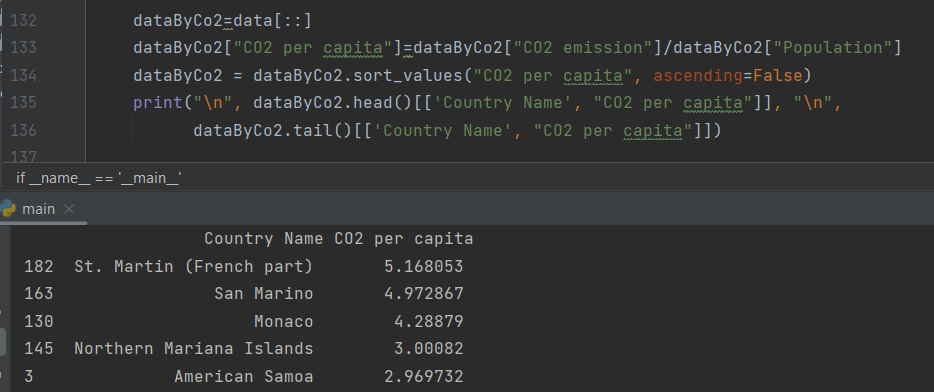 132 dataByCo2=data[::]
133 dataByCo2["CO2 per capita"]=dataByCo2["CO2 emission"]/dataByCo2["Population"]
134 dataByCo2 = dataByCo2.sort_values("CO2 per capita", ascending=False)
135 print("\n", dataByCo2.head()[['Country Name', "CO2 per capita"]], "\n",
136 dataByCo2.tail()[['Country Name', "CO2 per capita"]])
137
if __name__ == '__main__'
main ×
Country Name CO2 per capita
182 St. Martin (French part) 5.168053
163 San Marino 4.972867
130 Monaco 4.28879
145 Northern Mariana Islands 3.00082
3 American Samoa 2.969732